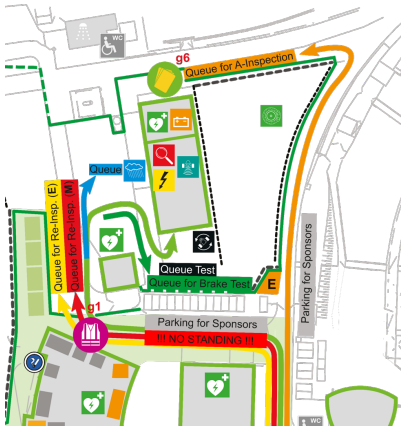 WC
g6
Queue for A-Inspection
Queue
Queue for Re-Insp. (E)
Queue for Re-Insp. (M)
Queue Test
Queue for Brake Test
E
Parking for Sponsors
g1
Parking for Sponsors
!!! NO STANDING !!!
WC